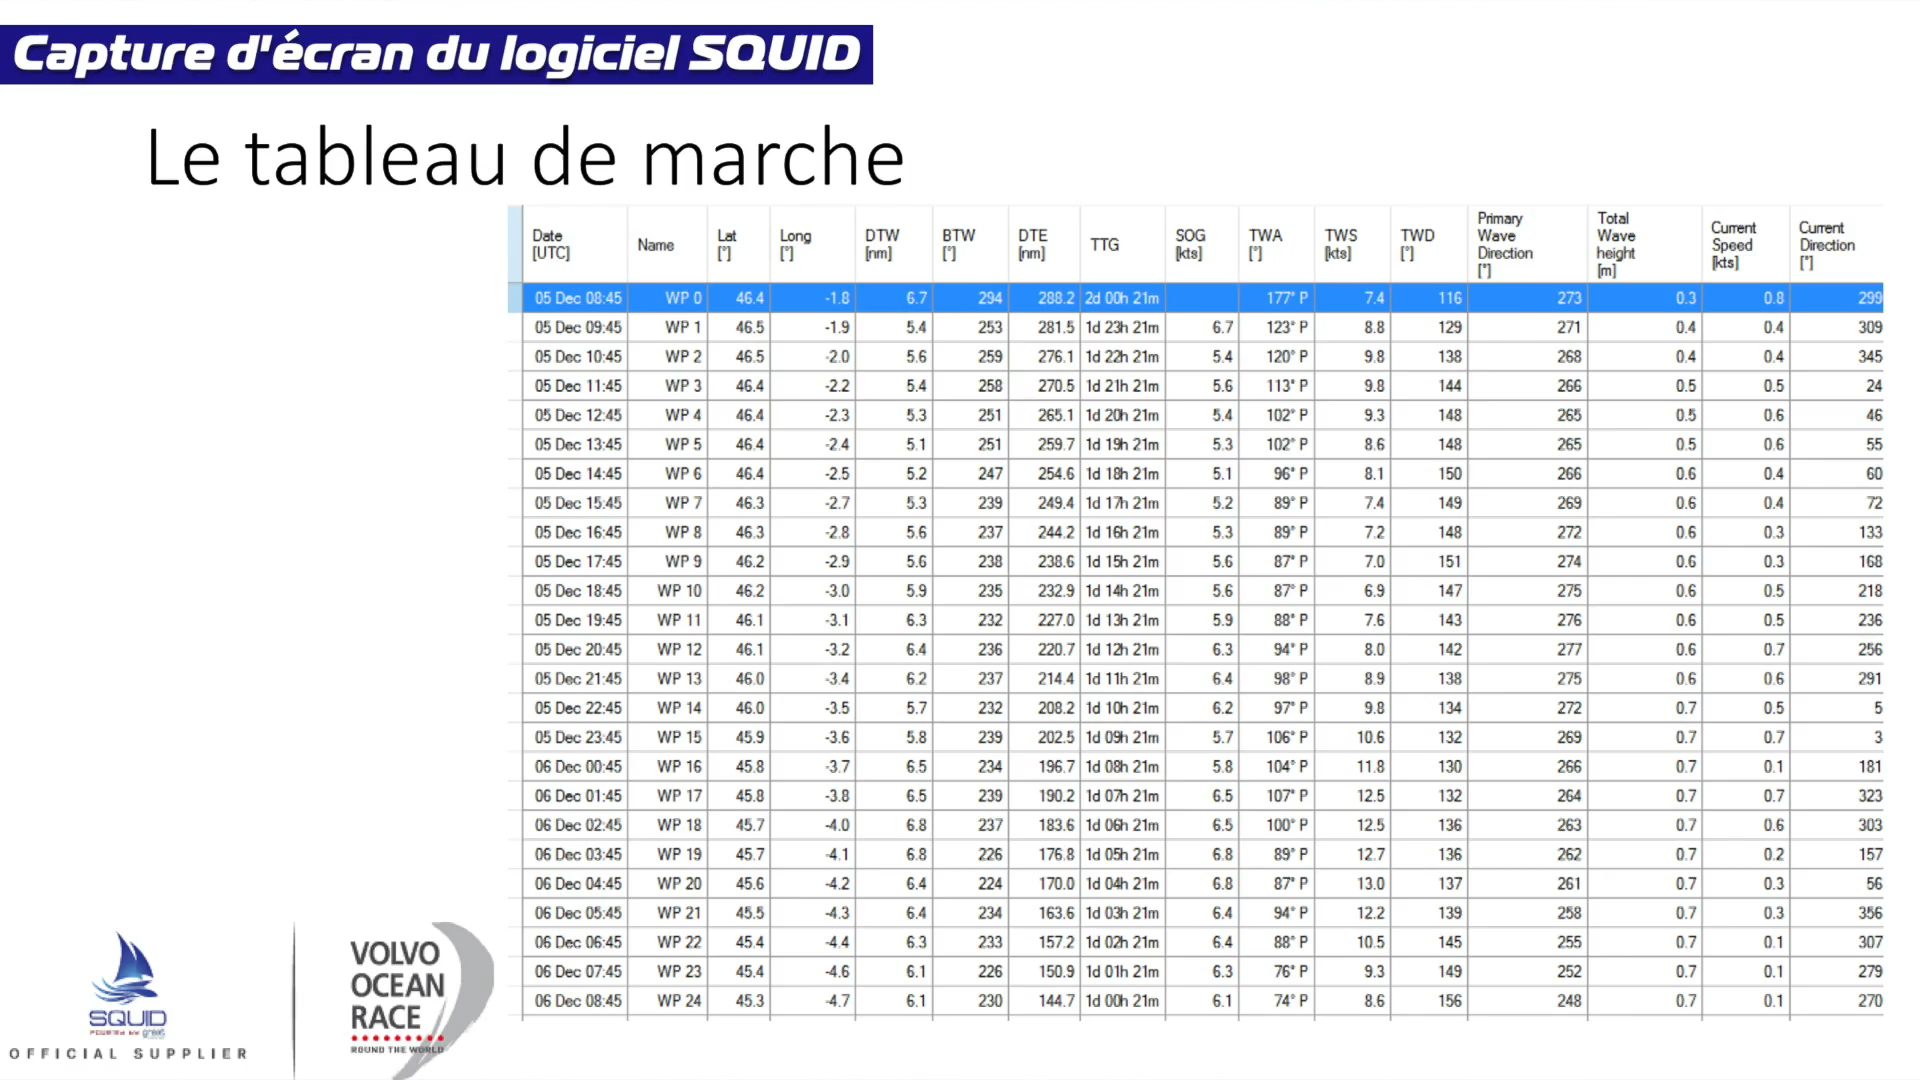 Capture d'écran du logiciel SQUID
Le tableau de marche
Date [UTC] Name Lat [°] Long [°] DTW [nm] BTW [°] DTE [nm] TTG SOG [kts] TWA [°] TWS [kts] TWD [°] Primary Wave Direction [°] Total Wave height [m] Current Speed [kts] Current Direction [°]
05 Dec 08:45 WP 0 46.4 -1.8 6.7 294 288.2 2d 00h 21m 177° P 7.4 116 273 0.3 0.8 299
05 Dec 09:45 WP 1 46.5 -1.9 5.4 253 281.5 1d 23h 21m 6.7 123° P 8.8 129 271 0.4 0.4 309
05 Dec 10:45 WP 2 46.5 -2.0 5.6 259 276.1 1d 22h 21m 5.4 120° P 9.8 138 268 0.4 0.4 345
05 Dec 11:45 WP 3 46.4 -2.2 5.4 258 270.5 1d 21h 21m 5.6 113° P 9.8 144 266 0.5 0.5 24
05 Dec 12:45 WP 4 46.4 -2.3 5.3 251 265.1 1d 20h 21m 5.4 102° P 9.3 148 265 0.5 0.6 46
05 Dec 13:45 WP 5 46.4 -2.4 5.1 251 259.7 1d 19h 21m 5.3 102° P 8.6 148 265 0.5 0.6 55
05 Dec 14:45 WP 6 46.4 -2.5 5.2 247 254.6 1d 18h 21m 5.1 96° P 8.1 150 266 0.6 0.4 60
05 Dec 15:45 WP 7 46.3 -2.7 5.3 239 249.4 1d 17h 21m 5.2 89° P 7.4 149 269 0.6 0.4 72
05 Dec 16:45 WP 8 46.3 -2.8 5.6 237 244.2 1d 16h 21m 5.3 89° P 7.2 148 272 0.6 0.3 133
05 Dec 17:45 WP 9 46.2 -2.9 5.6 238 238.6 1d 15h 21m 5.6 87° P 7.0 151 274 0.6 0.3 168
05 Dec 18:45 WP 10 46.2 -3.0 5.9 235 232.9 1d 14h 21m 5.6 87° P 6.9 147 275 0.6 0.5 218
05 Dec 19:45 WP 11 46.1 -3.1 6.3 232 227.0 1d 13h 21m 5.9 88° P 7.6 143 276 0.6 0.5 236
05 Dec 20:45 WP 12 46.1 -3.2 6.4 236 220.7 1d 12h 21m 6.3 94° P 8.0 142 277 0.6 0.7 256
05 Dec 21:45 WP 13 46.0 -3.4 6.2 237 214.4 1d 11h 21m 6.4 98° P 8.9 138 275 0.6 0.6 291
05 Dec 22:45 WP 14 46.0 -3.5 5.7 232 208.2 1d 10h 21m 6.2 97° P 9.8 134 272 0.7 0.5 5
05 Dec 23:45 WP 15 45.9 -3.6 5.8 239 202.5 1d 09h 21m 5.7 106° P 10.6 132 269 0.7 0.7 3
06 Dec 00:45 WP 16 45.8 -3.7 6.5 234 196.7 1d 08h 21m 5.8 104° P 11.8 130 266 0.7 0.1 181
06 Dec 01:45 WP 17 45.8 -3.8 6.5 239 190.2 1d 07h 21m 6.5 107° P 12.5 132 264 0.7 0.7 323
06 Dec 02:45 WP 18 45.7 -4.0 6.8 237 183.6 1d 06h 21m 6.5 100° P 12.5 136 263 0.7 0.6 303
06 Dec 03:45 WP 19 45.7 -4.1 6.8 226 176.8 1d 05h 21m 6.8 89° P 12.7 136 262 0.7 0.2 157
06 Dec 04:45 WP 20 45.6 -4.2 6.4 224 170.0 1d 04h 21m 6.8 87° P 13.0 137 261 0.7 0.3 56
06 Dec 05:45 WP 21 45.5 -4.3 6.4 234 163.6 1d 03h 21m 6.4 94° P 12.2 139 258 0.7 0.3 356
06 Dec 06:45 WP 22 45.4 -4.4 6.3 233 157.2 1d 02h 21m 6.4 88° P 10.5 145 255 0.7 0.1 307
06 Dec 07:45 WP 23 45.4 -4.6 6.1 226 150.9 1d 01h 21m 6.3 76° P 9.3 149 252 0.7 0.1 279
06 Dec 08:45 WP 24 45.3 -4.7 6.1 230 144.7 1d 00h 21m 6.1 74° P 8.6 156 248 0.7 0.1 270
SQUID
POWERED BY great
OFFICIAL SUPPLIER
VOLVO
OCEAN
RACE
ROUND THE WORLD